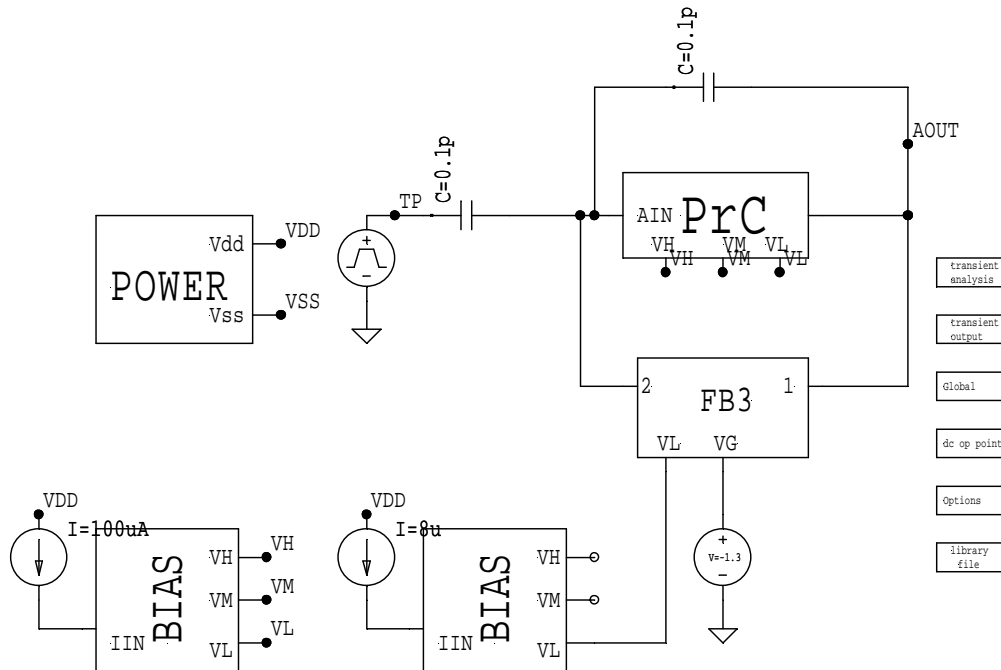 C=0.1p
AOUT
C=0.1p
TP
AIN
PrC
VH
VM
VL
VH
VM
VL
Vdd
VDD
POWER
Vss
VSS
transient
analysis
transient
output
Global
dc op point
Options
library
file
2
FB3
1
VL
VG
V=-1.3
VDD
I=100uA
BIAS
VH
VH
VM
VM
IIN
VL
VL
VDD
I=8u
BIAS
VH
VM
IIN
VL